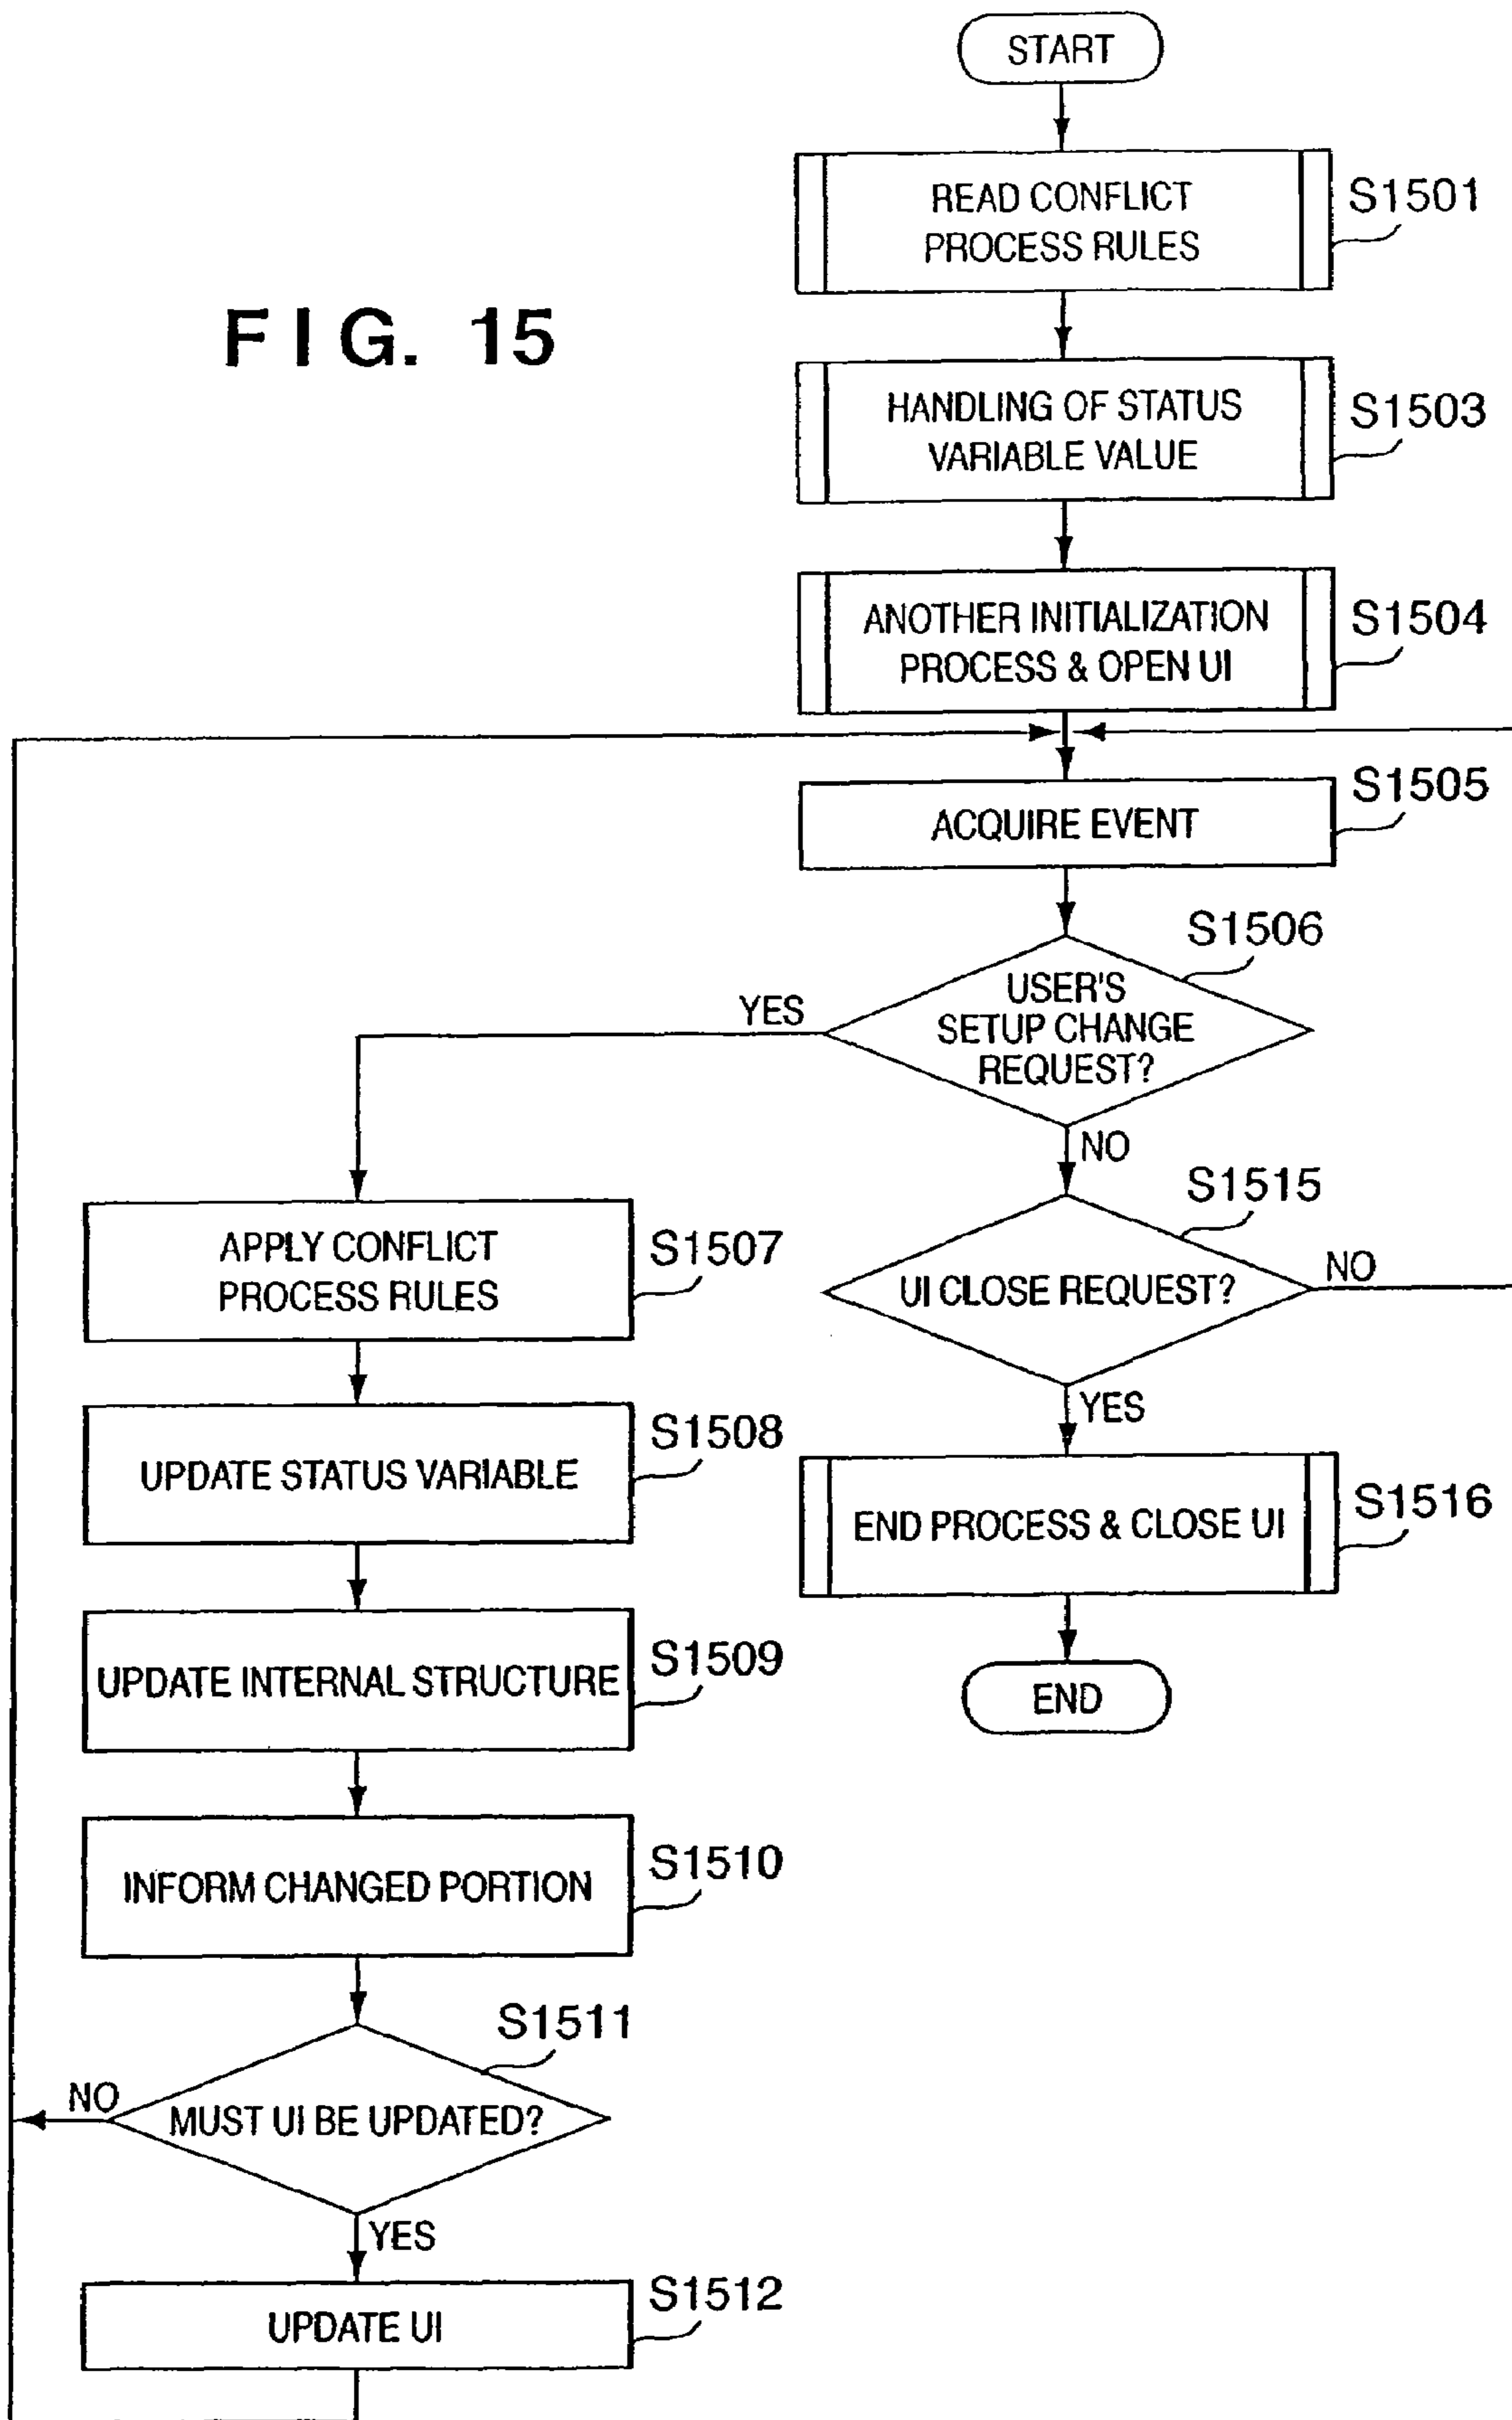 START
READ CONFLICT
PROCESS RULES
S1501
FIG. 15
HANDLING OF STATUS
VARIABLE VALUE
S1503
ANOTHER INITIALIZATION
PROCESS & OPEN UI
S1504
ACQUIRE EVENT
S1505
S1506
USER'S
SETUP CHANGE
REQUEST?
YES
NO
S1515
UI CLOSE REQUEST?
NO
YES
END PROCESS & CLOSE UI
S1516
END
APPLY CONFLICT
PROCESS RULES
S1507
UPDATE STATUS VARIABLE
S1508
UPDATE INTERNAL STRUCTURE
S1509
INFORM CHANGED PORTION
S1510
S1511
MUST UI BE UPDATED?
NO
YES
UPDATE UI
S1512